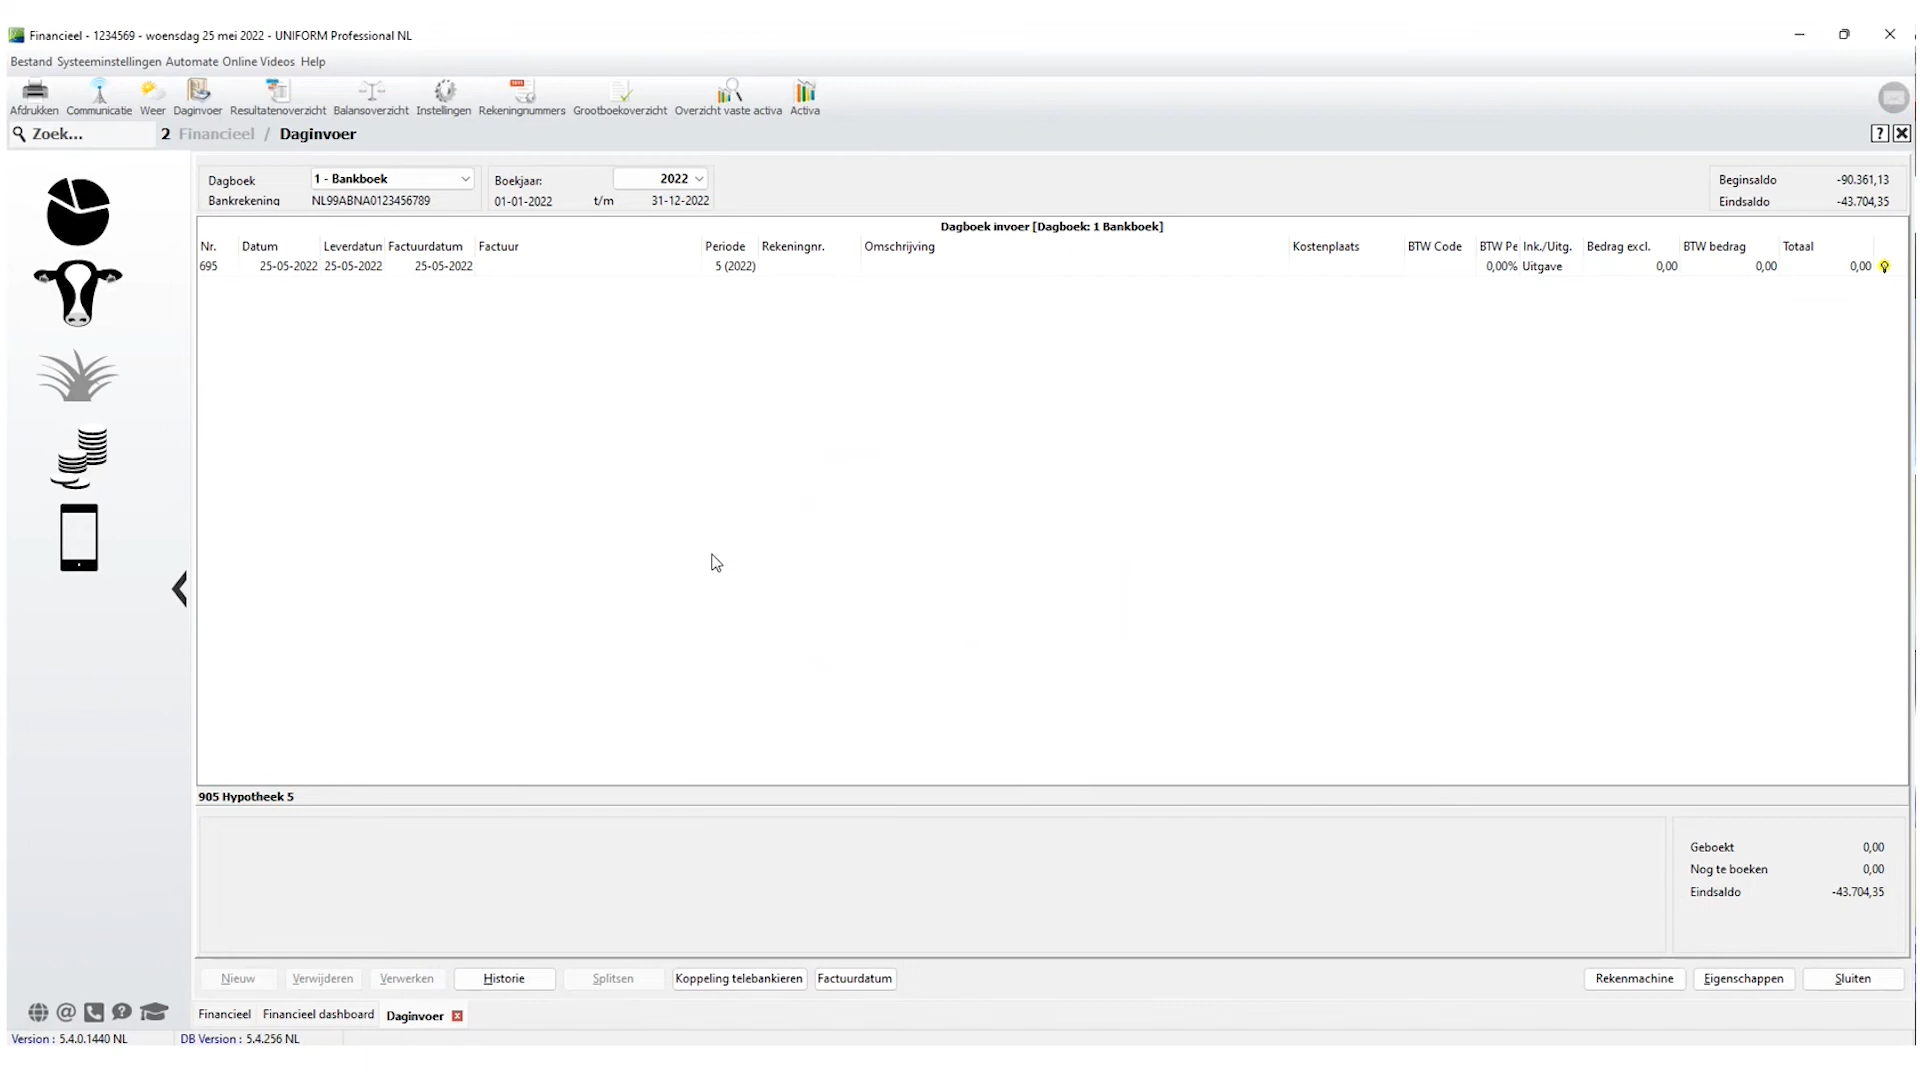 Financieel - 1234569 - woensdag 25 mei 2022 - UNIFORM Professional NL
Bestand Systeeminstellingen Automate Online Videos Help
Afdrukken Communicatie Weer Daginvoer Resultatenoverzicht Balansoverzicht Instellingen Rekeningnummers Grootboekoverzicht Overzicht vaste activa Activa
Zoek... 2 Financieel / Daginvoer
Dagboek 1 - Bankboek Boekjaar: 2022 Beginsaldo -90.361,13
Bankrekening NL99ABNA0123456789 01-01-2022 t/m 31-12-2022 Eindsaldo -43.704,35
Dagboek invoer [Dagboek: 1 Bankboek]
Nr. Datum Leverdatun Factuurdatum Factuur Periode Rekeningnr. Omschrijving Kostenplaats BTW Code BTW Pe Ink./Uitg. Bedrag excl. BTW bedrag Totaal
695 25-05-2022 25-05-2022 25-05-2022 5 (2022) 0,00% Uitgave 0,00 0,00 0,00
905 Hypotheek 5
Geboekt 0,00
Nog te boeken 0,00
Eindsaldo -43.704,35
Nieuw Verwijderen Verwerken Historie Splitsen Koppeling telebankieren Factuurdatum Rekenmachine Eigenschappen Sluiten
Financieel Financieel dashboard Daginvoer
Version : 5.4.0.1440 NL DB Version : 5.4.256 NL